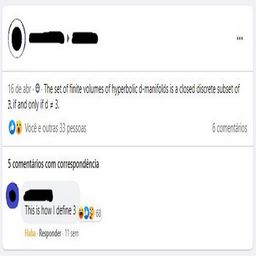 16 de abr · The set of finite volumes of hyperbolic d-manifolds is a closed discrete subset of
ℝ, if and only if d ≠ 3.
Você e outras 33 pessoas
6 comentários
5 comentários com correspondência
This is how I define 3
68
Haha · Responder · 11 sem